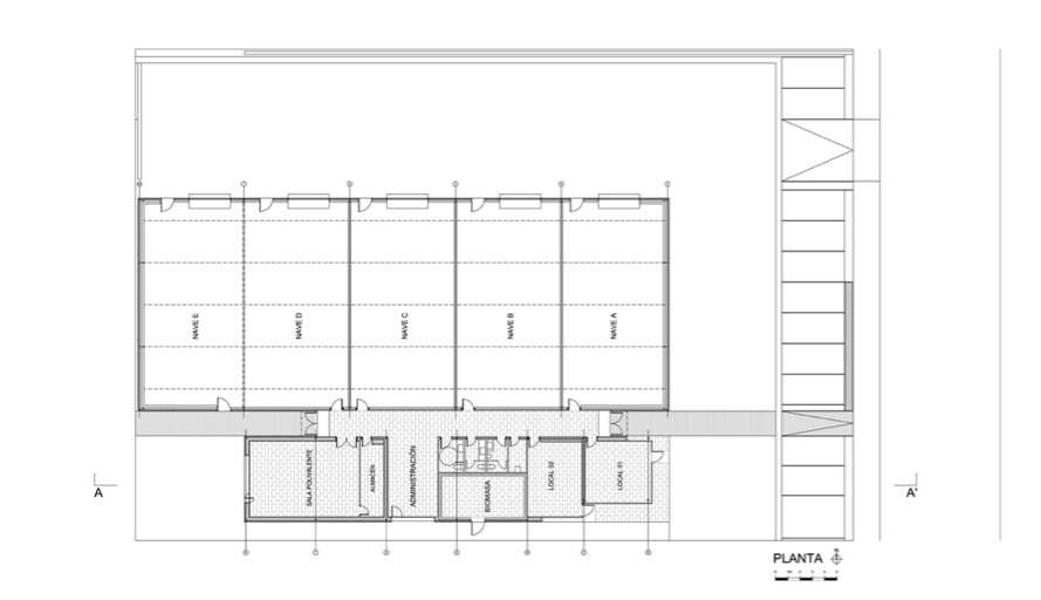 NAVE E
NAVE D
NAVE C
NAVE B
NAVE A
SALA POLIVALENTE
ALMACÉN
ADMINISTRACIÓN
BIOMASA
LOCAL 02
LOCAL 01
A
A'
PLANTA